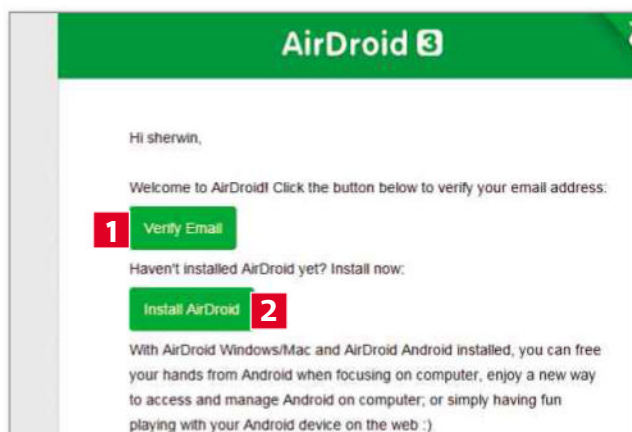 AirDroid 3
Hi sherwin,
Welcome to AirDroid! Click the button below to verify your email address:
1 Verify Email
Haven't installed AirDroid yet? Install now:
Install AirDroid 2
With AirDroid Windows/Mac and AirDroid Android installed, you can free
your hands from Android when focusing on computer, enjoy a new way
to access and manage Android on computer; or simply having fun
playing with your Android device on the web :)